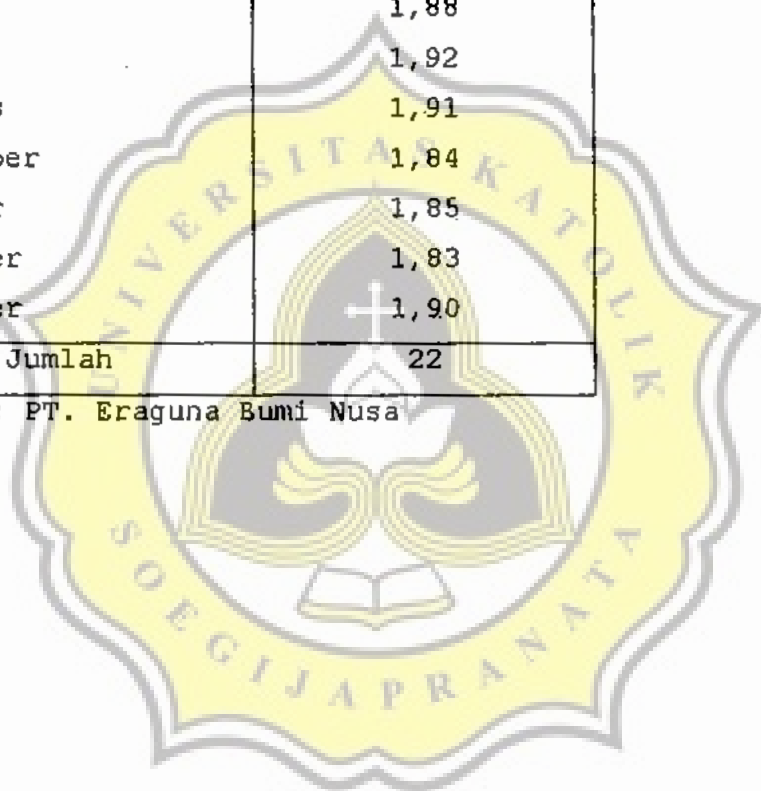 1,88
1,92
s 1,91
ber 1,84
r 1,85
er 1,83
er 1,90
Jumlah 22
PT. Eraguna Bumi Nusa
UNIVERSITAS KATOLIK
SOEGIJAPRANATA